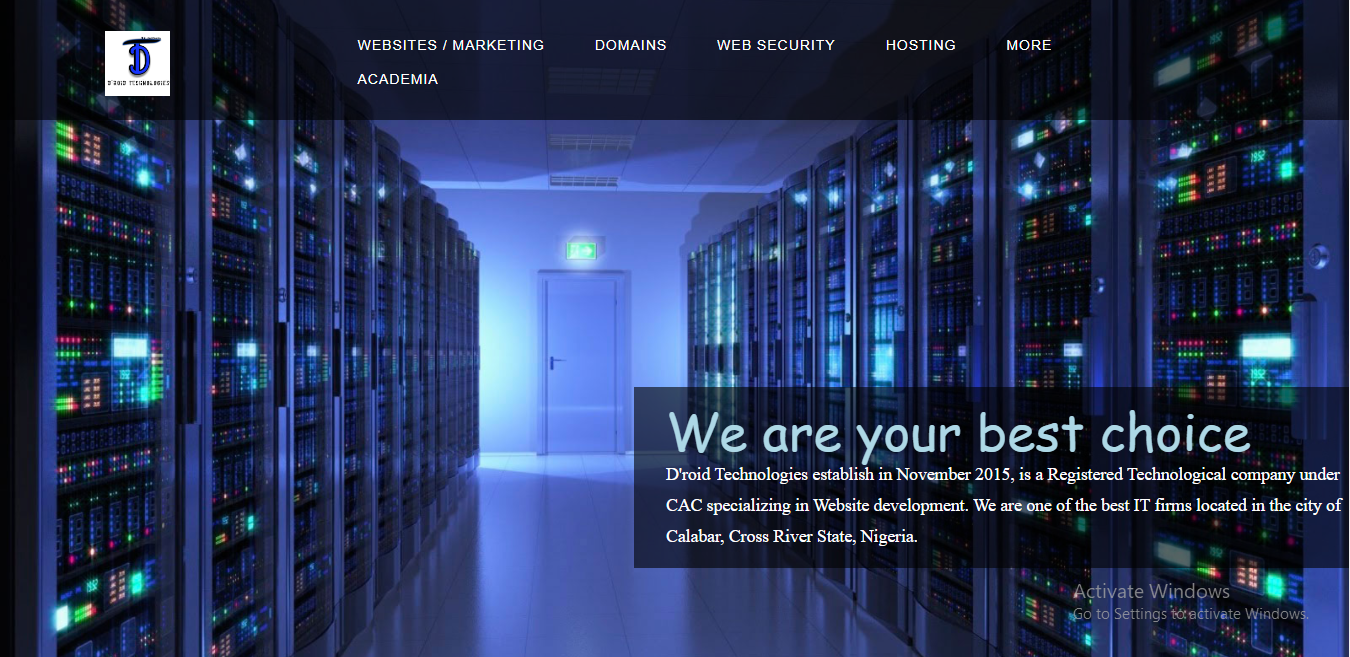 D'ROID TECHNOLOGIES
WEBSITES / MARKETING DOMAINS WEB SECURITY HOSTING MORE
ACADEMIA
We are your best choice
D'roid Technologies establish in November 2015, is a Registered Technological company under
CAC specializing in Website development. We are one of the best IT firms located in the city of
Calabar, Cross River State, Nigeria.
Activate Windows
Go to Settings to activate Windows.